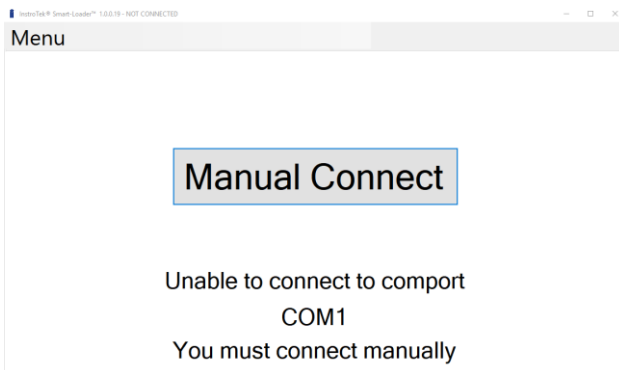 InstroTek® Smart-Loader™ 1.0.0.19 - NOT CONNECTED
Menu
Manual Connect
Unable to connect to comport
COM1
You must connect manually